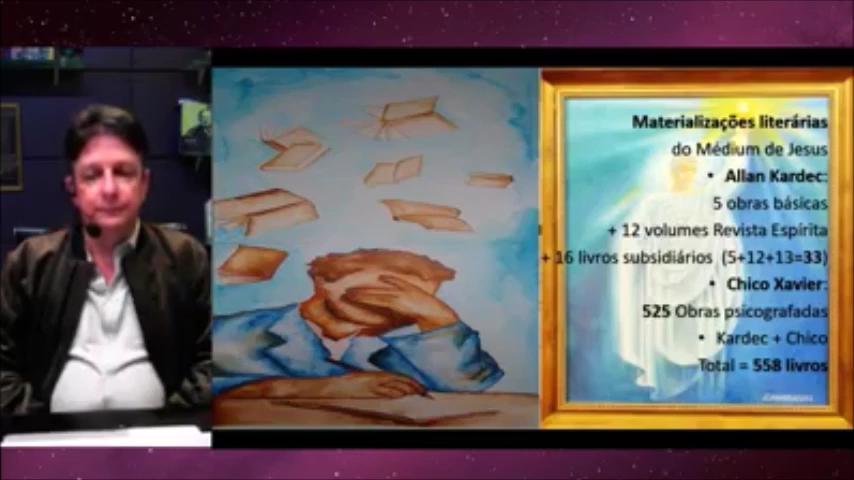 Materializações literárias
do Médium de Jesus
• Allan Kardec:
5 obras básicas
+ 12 volumes Revista Espírita
+ 16 livros subsidiários (5+12+13=33)
• Chico Xavier:
525 Obras psicografadas
• Kardec + Chico
Total = 558 livros